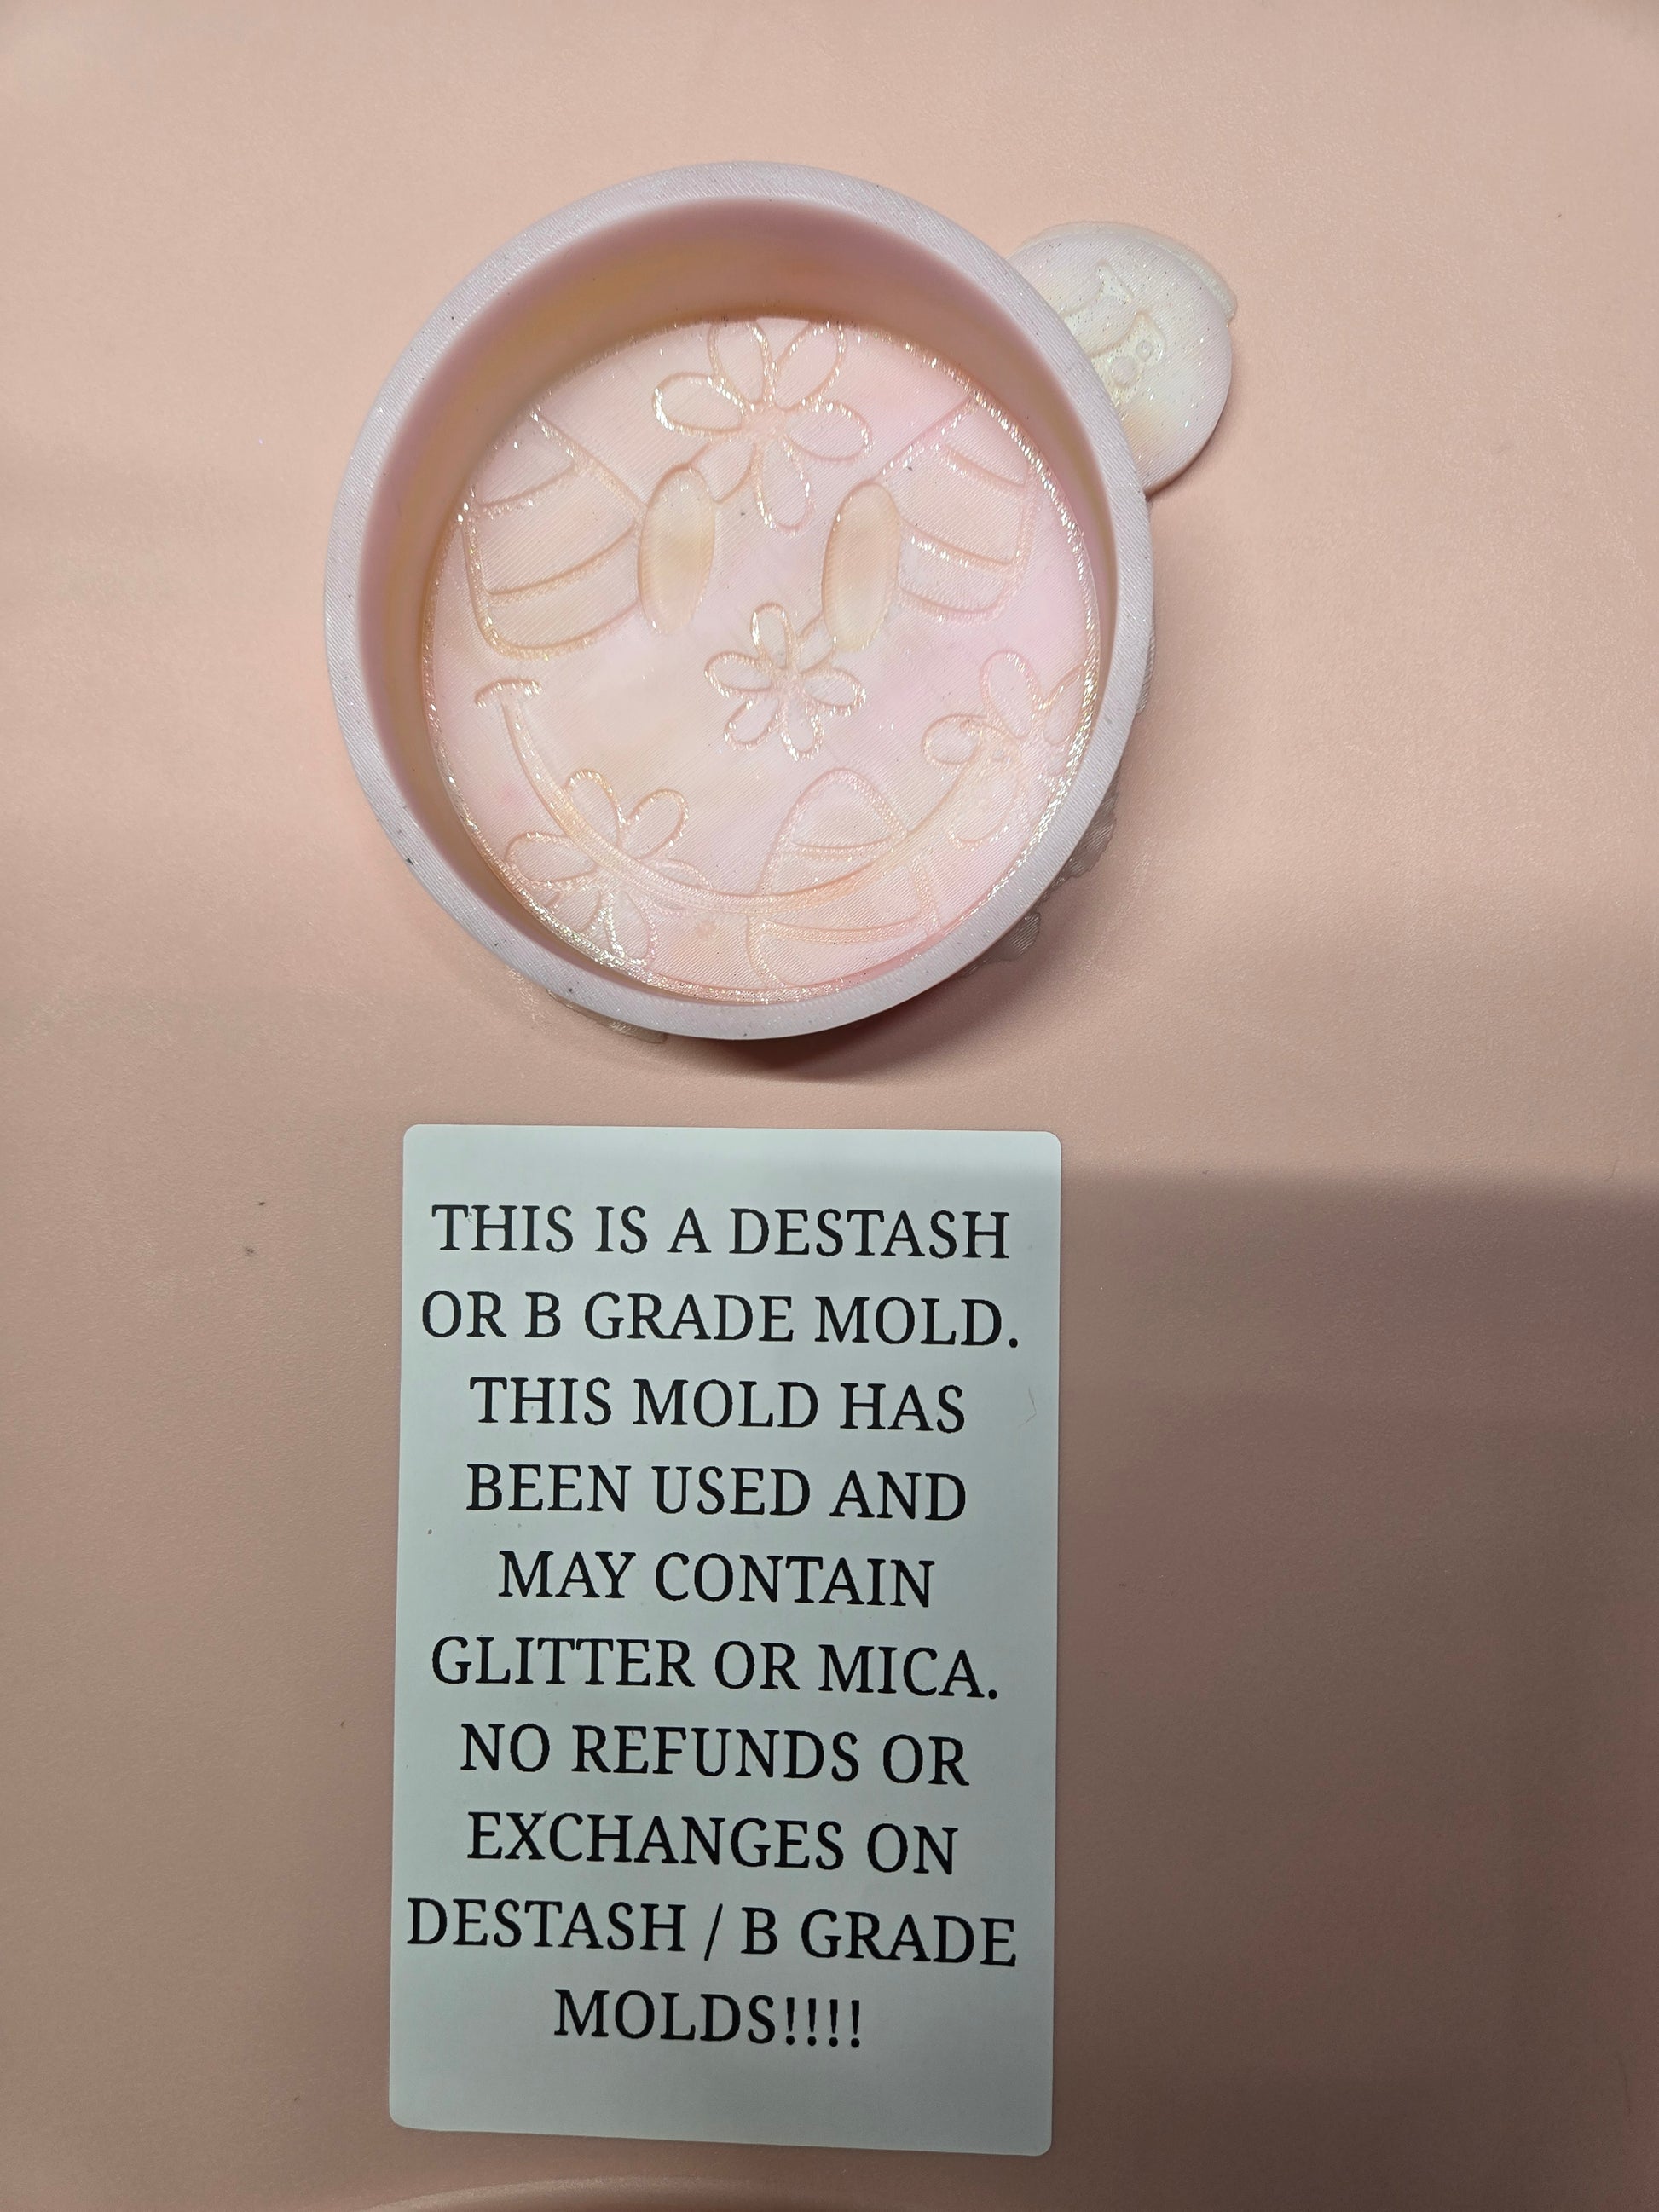 THIS IS A DESTASH
OR B GRADE MOLD.
THIS MOLD HAS
BEEN USED AND
MAY CONTAIN
GLITTER OR MICA.
NO REFUNDS OR
EXCHANGES ON
DESTASH / B GRADE
MOLDS!!!!